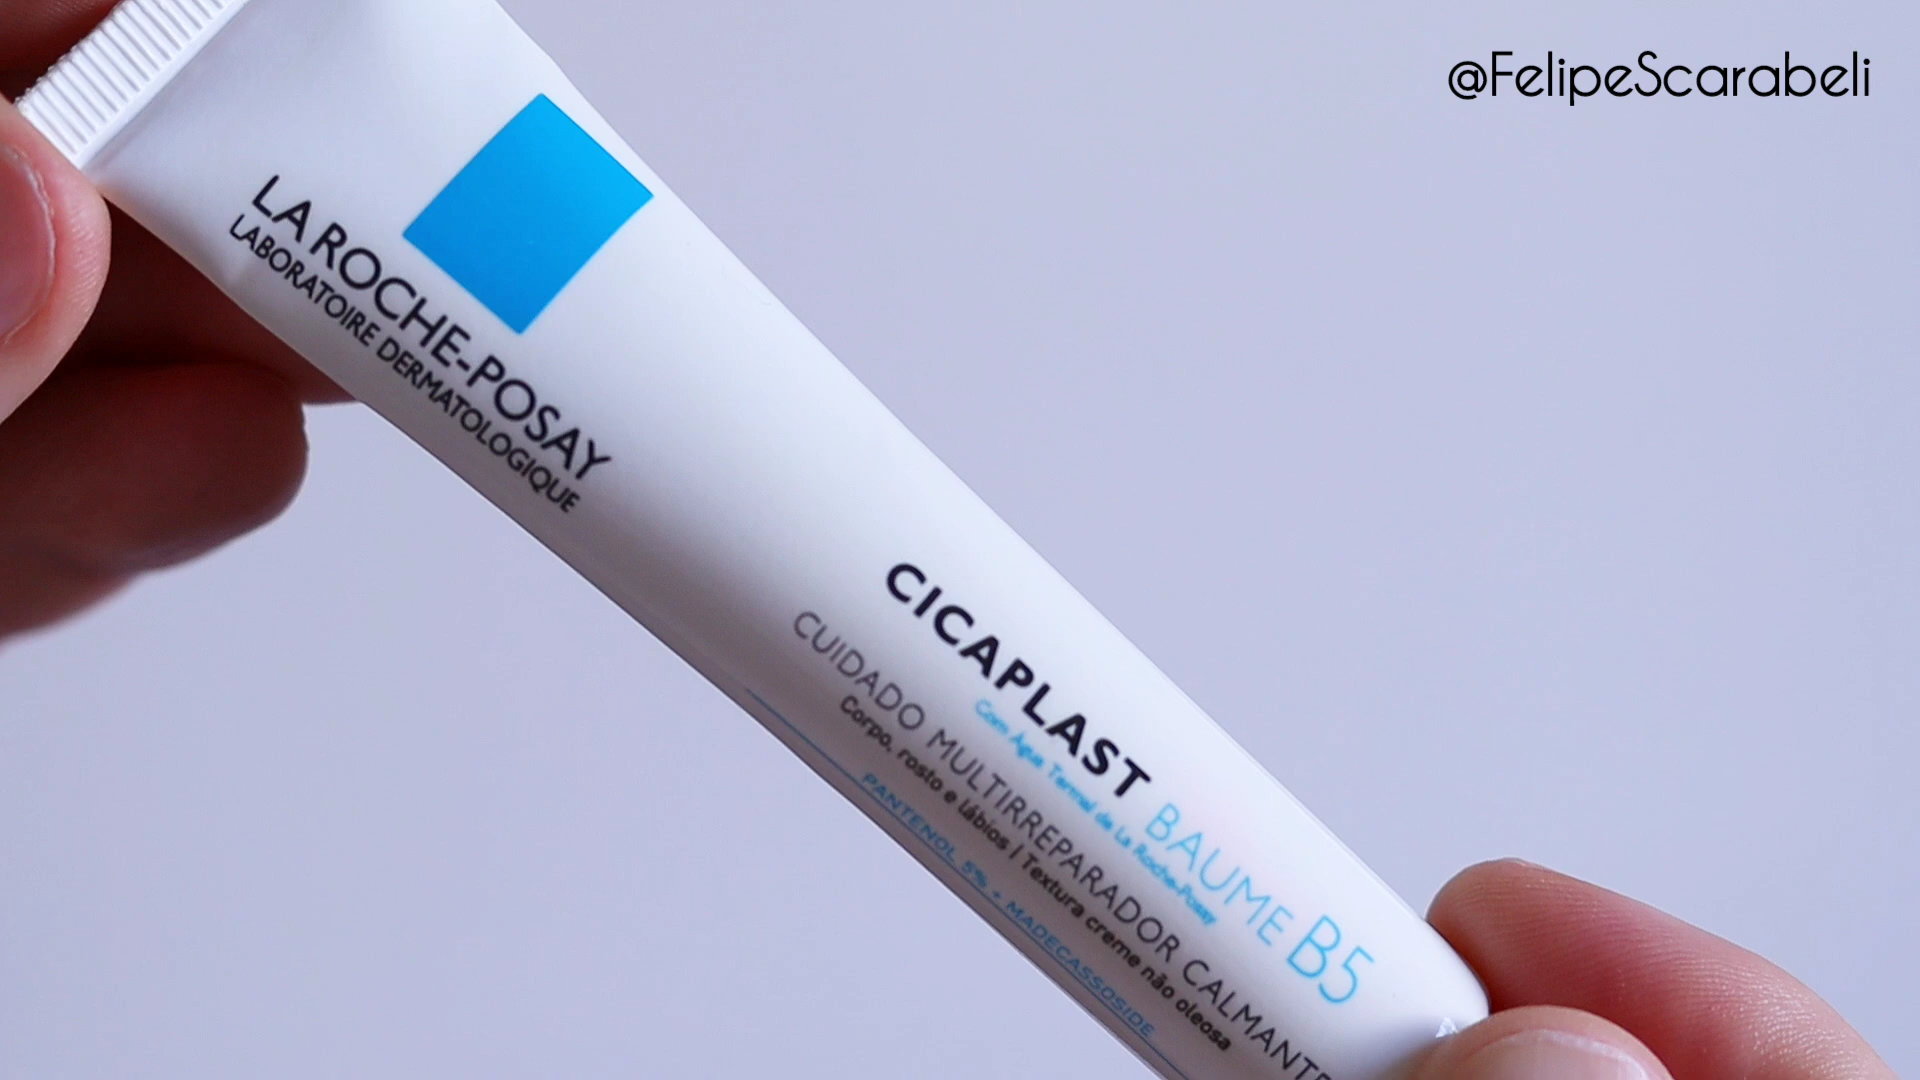 @FelipeScarabeli
LA ROCHE-POSAY
LABORATOIRE DERMATOLOGIQUE
CICAPLAST BAUME B5
Com Água Termal de La Roche-Posay
CUIDADO MULTIRREPARADOR CALMANTE
Corpo, rosto e lábios | Textura creme não oleosa
PANTENOL 5% + MADECASSOSIDE